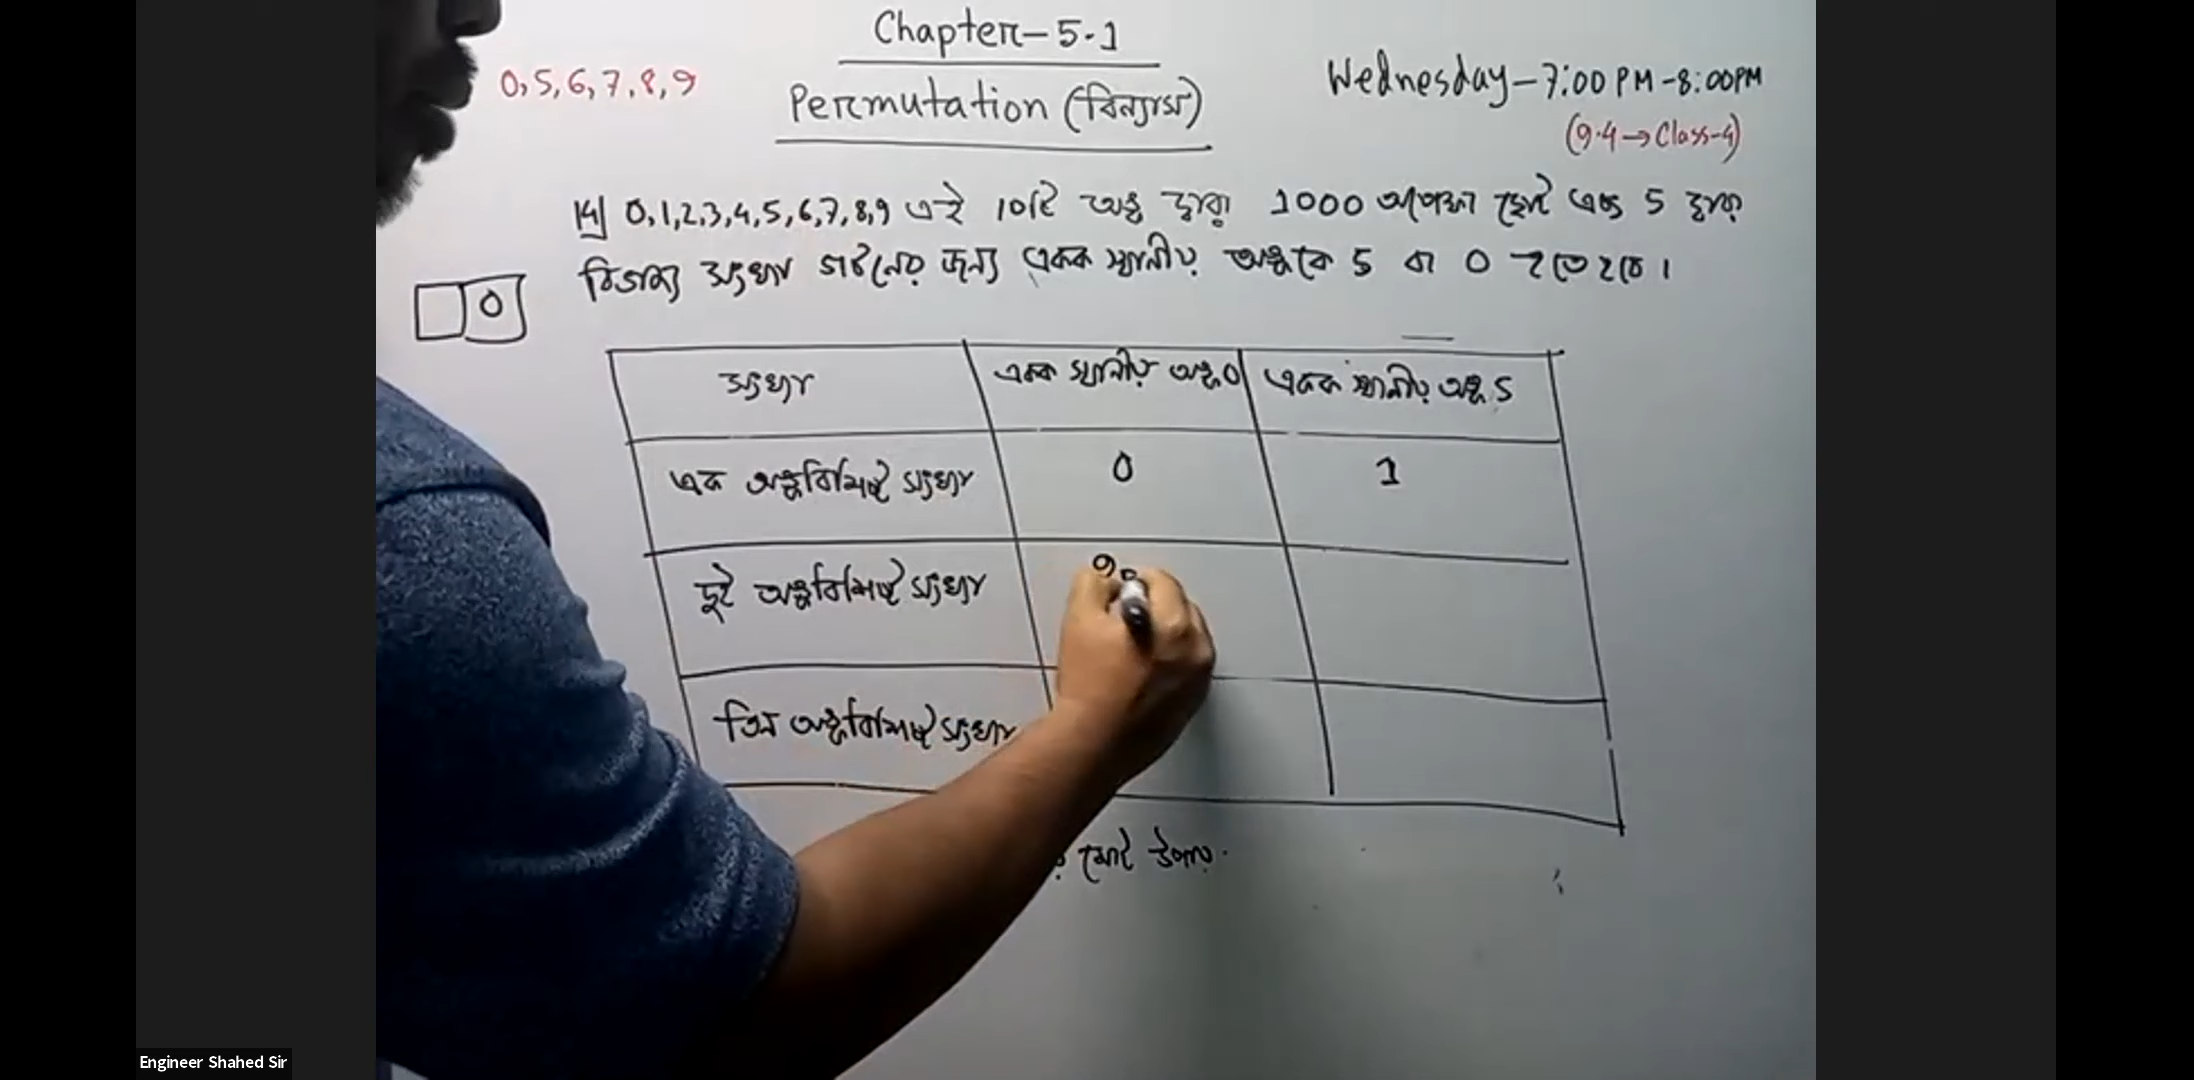 Chapter-5.1
0,5,6,7,8,9
Permutation (বিন্যাস)
Wednesday-7:00 PM-8:00PM
(9.4→Class-4)
14] 0,1,2,3,4,5,6,7,8,9 এই 10টি অঙ্ক দ্বারা 1000 অপেক্ষা ছোট এবং 5 দ্বারা
বিভাজ্য সংখ্যা গঠনের জন্য একক স্থানীয় অঙ্ককে 5 বা 0 হতে হবে।
0
সংখ্যা একক স্থানীয় অঙ্ক 0 একক স্থানীয় অঙ্ক 5
এক অঙ্কবিশিষ্ট সংখ্যা 0 1
দুই অঙ্কবিশিষ্ট সংখ্যা
তিন অঙ্কবিশিষ্ট সংখ্যা
মোট উপায়
Engineer Shahed Sir